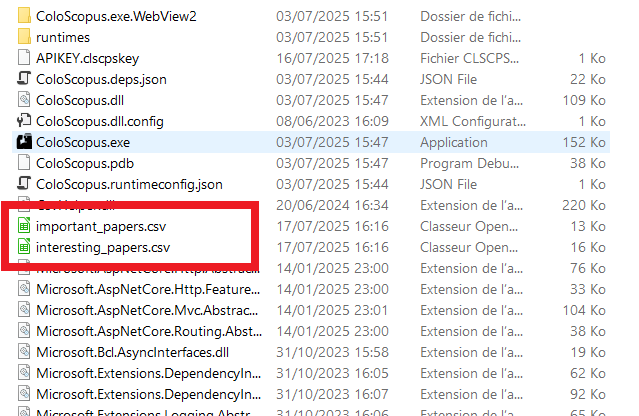 ColoScopus.exe.WebView2 03/07/2025 15:51 Dossier de fichi...
runtimes 03/07/2025 15:51 Dossier de fichi...
APIKEY.clscpskey 16/07/2025 17:18 Fichier CLSCPS... 1 Ko
ColoScopus.deps.json 03/07/2025 15:44 JSON File 22 Ko
ColoScopus.dll 03/07/2025 15:47 Extension de l'a... 109 Ko
ColoScopus.dll.config 08/06/2023 16:09 XML Configurat... 1 Ko
ColoScopus.exe 03/07/2025 15:47 Application 152 Ko
ColoScopus.pdb 03/07/2025 15:47 Program Debu... 38 Ko
ColoScopus.runtimeconfig.json 03/07/2025 15:44 JSON File 1 Ko
CsvHelper.dll 20/06/2024 16:34 Extension de l'a... 220 Ko
important_papers.csv 17/07/2025 16:16 Classeur Open... 13 Ko
interesting_papers.csv 17/07/2025 16:16 Classeur Open... 16 Ko
Microsoft.AspNetCore.Http.Abstrac... 14/01/2025 23:00 Extension de l'a... 76 Ko
Microsoft.AspNetCore.Http.Feature... 14/01/2025 23:00 Extension de l'a... 33 Ko
Microsoft.AspNetCore.Mvc.Abstrac... 14/01/2025 23:01 Extension de l'a... 104 Ko
Microsoft.AspNetCore.Routing.Abst... 14/01/2025 23:00 Extension de l'a... 38 Ko
Microsoft.Bcl.AsyncInterfaces.dll 31/10/2023 15:58 Extension de l'a... 19 Ko
Microsoft.Extensions.DependencyIn... 31/10/2023 16:05 Extension de l'a... 62 Ko
Microsoft.Extensions.DependencyIn... 31/10/2023 16:07 Extension de l'a... 92 Ko
Microsoft.Extensions.Logging.Abstr... 31/10/2023 16:06 Extension de l'a... 65 Ko